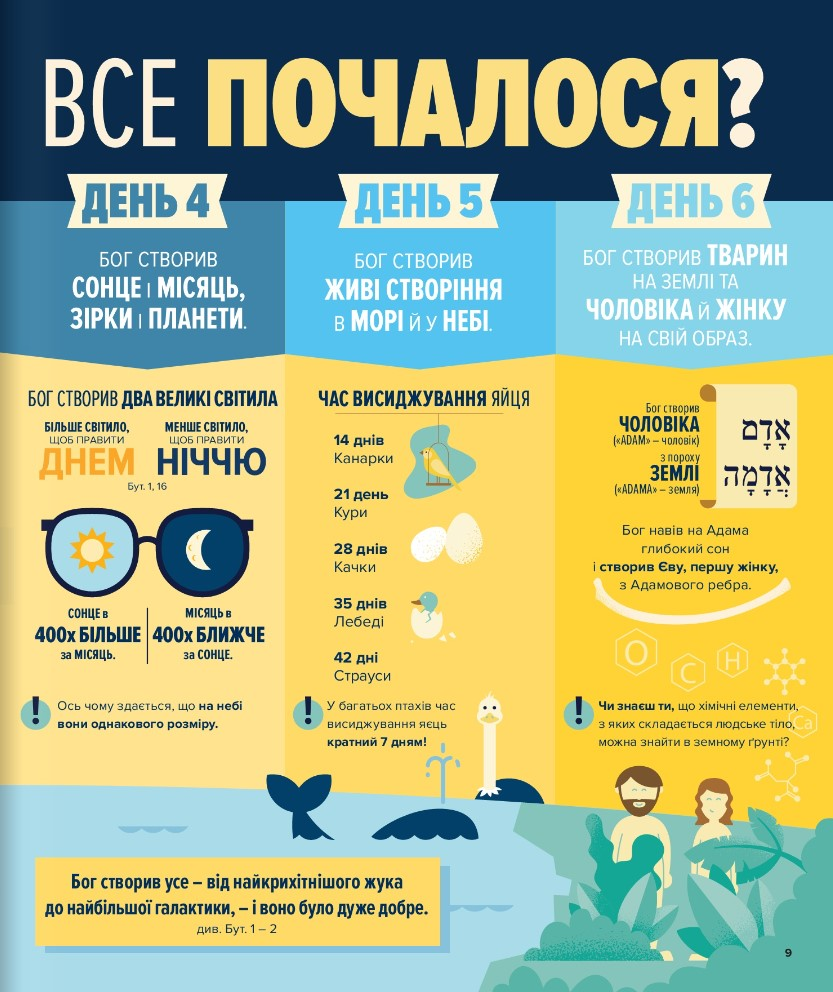 ВСЕ ПОЧАЛОСЯ?
ДЕНЬ 4
БОГ СТВОРИВ
СОНЦЕ І МІСЯЦЬ,
ЗІРКИ І ПЛАНЕТИ.
БОГ СТВОРИВ ДВА ВЕЛИКІ СВІТИЛА
БІЛЬШЕ СВІТИЛО,
ЩОБ ПРАВИТИ
ДНЕМ
МЕНШЕ СВІТИЛО,
ЩОБ ПРАВИТИ
НІЧЧЮ
Бут. 1, 16
СОНЦЕ в
400х БІЛЬШЕ
за МІСЯЦЬ.
МІСЯЦЬ в
400х БЛИЖЧЕ
за СОНЦЕ.
! Ось чому здається, що на небі
вони однакового розміру.
ДЕНЬ 5
БОГ СТВОРИВ
ЖИВІ СТВОРІННЯ
В МОРІ Й У НЕБІ.
ЧАС ВИСИДЖУВАННЯ ЯЙЦЯ
14 днів
Канарки
21 день
Кури
28 днів
Качки
35 днів
Лебеді
42 дні
Страуси
! У багатьох птахів час
висиджування яєць
кратний 7 дням!
ДЕНЬ 6
БОГ СТВОРИВ ТВАРИН
НА ЗЕМЛІ ТА
ЧОЛОВІКА Й ЖІНКУ
НА СВІЙ ОБРАЗ.
Бог створив
ЧОЛОВІКА
(«ADAM» – чоловік)
з пороху
ЗЕМЛІ
(«ADAMA» – земля)
אָדָם
אֲדָמָה
Бог навів на Адама
глибокий сон
і створив Єву, першу жінку,
з Адамового ребра.
O C H
Ca
! Чи знаєш ти, що хімічні елементи,
з яких складається людське тіло,
можна знайти в земному ґрунті?
Бог створив усе – від найкрихітнішого жука
до найбільшої галактики, – і воно було дуже добре.
див. Бут. 1 – 2
9